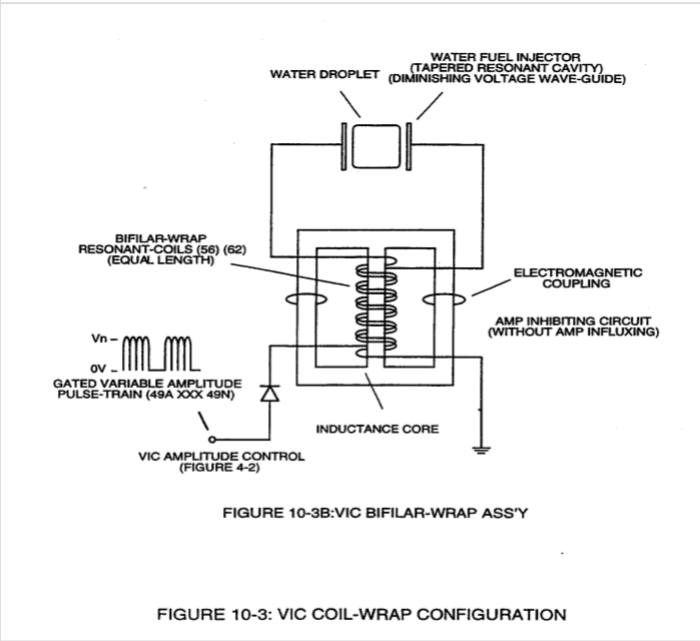 WATER FUEL INJECTOR
(TAPERED RESONANT CAVITY)
WATER DROPLET (DIMINISHING VOLTAGE WAVE-GUIDE)
BIFILAR-WRAP
RESONANT-COILS (56) (62)
(EQUAL LENGTH)
ELECTROMAGNETIC
COUPLING
AMP INHIBITING CIRCUIT
(WITHOUT AMP INFLUXING)
Vn
0V
GATED VARIABLE AMPLITUDE
PULSE-TRAIN (49A XXX 49N)
INDUCTANCE CORE
VIC AMPLITUDE CONTROL
(FIGURE 4-2)
FIGURE 10-3B:VIC BIFILAR-WRAP ASS'Y
FIGURE 10-3: VIC COIL-WRAP CONFIGURATION